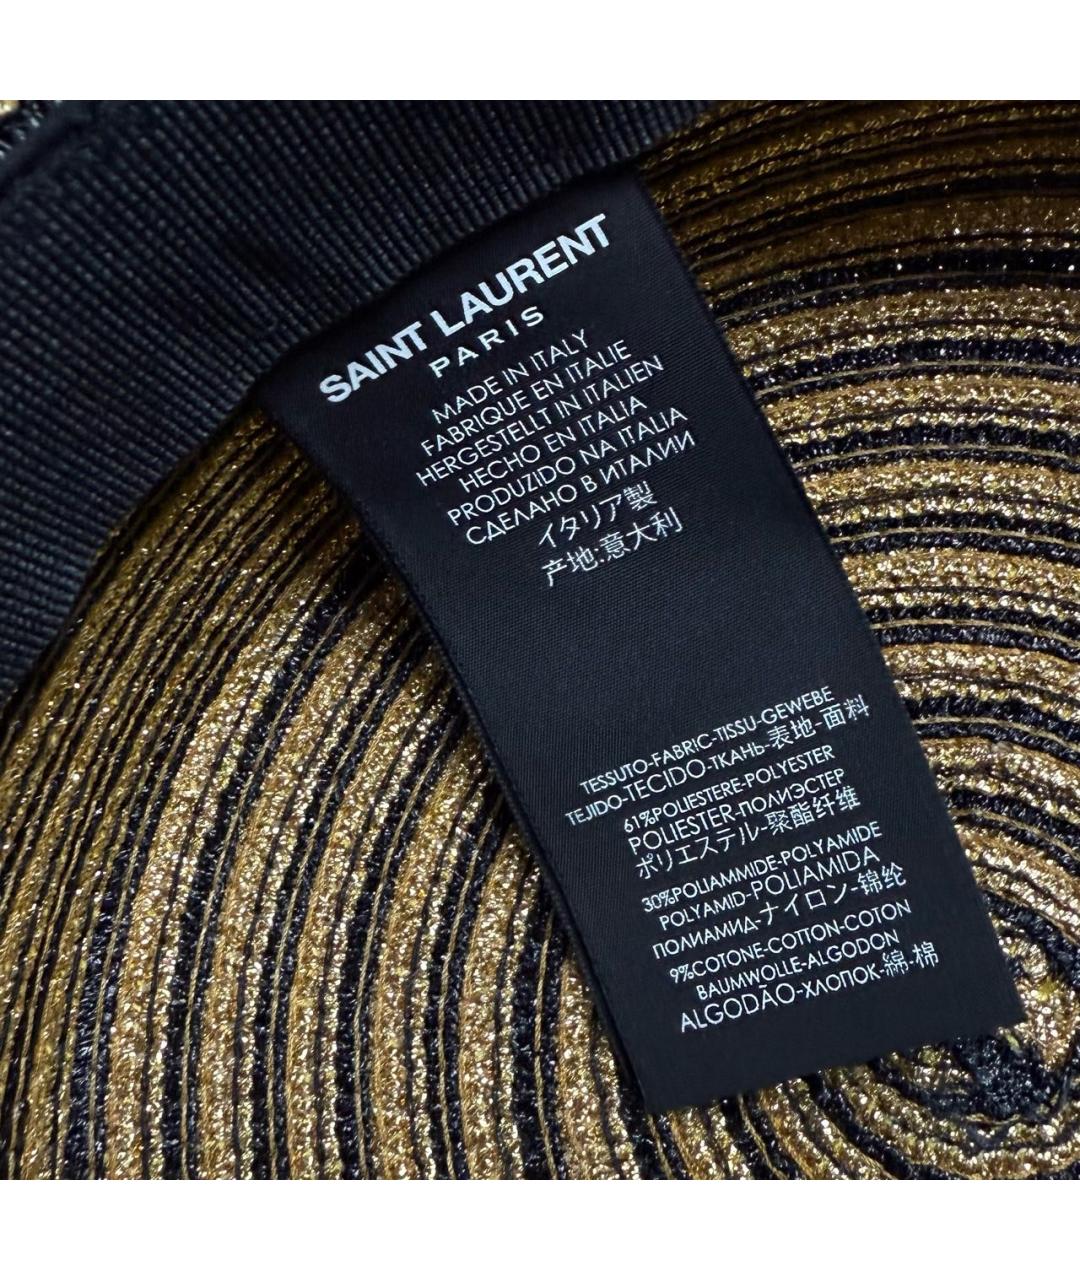 SAINT LAURENT
PARIS
MADE IN ITALY
FABRIQUE EN ITALIE
HERGESTELLT IN ITALIEN
HECHO EN ITALIA
PRODUZIDO NA ITALIA
СДЕЛАНО В ИТАЛИИ
イタリア製
产地:意大利
TESSUTO-FABRIC-TISSU-GEWEBE
TEJIDO-TECIDO-ТКАНЬ-表地-面料
61%POLIESTERE-POLYESTER
POLIESTER-ПОЛИЭСТЕР
ポリエステル-聚酯纤维
30%POLIAMMIDE-POLYAMIDE
POLYAMID-POLIAMIDA
ПОЛИАМИД-ナイロン-锦纶
9%COTONE-COTTON-COTON
BAUMWOLLE-ALGODON
ALGODÃO-ХЛОПОК-綿-棉